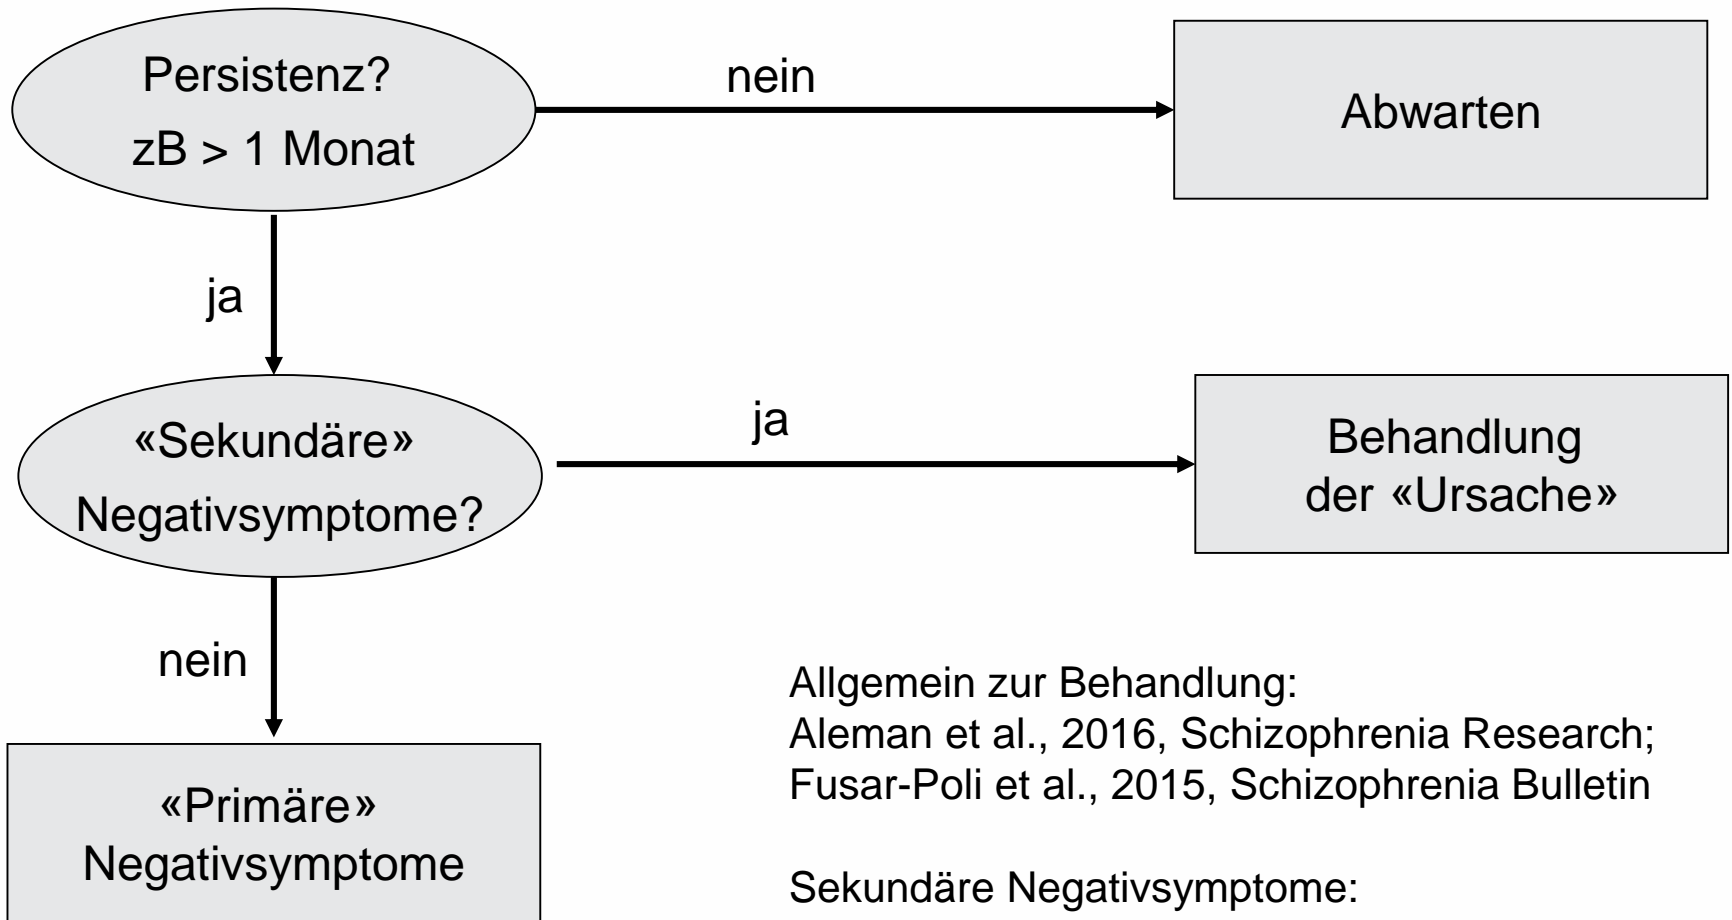 Persistenz?
zB > 1 Monat
nein
Abwarten
ja
«Sekundäre»
Negativsymptome?
ja
Behandlung
der «Ursache»
nein
«Primäre»
Negativsymptome
Allgemein zur Behandlung:
Aleman et al., 2016, Schizophrenia Research;
Fusar-Poli et al., 2015, Schizophrenia Bulletin
Sekundäre Negativsymptome: